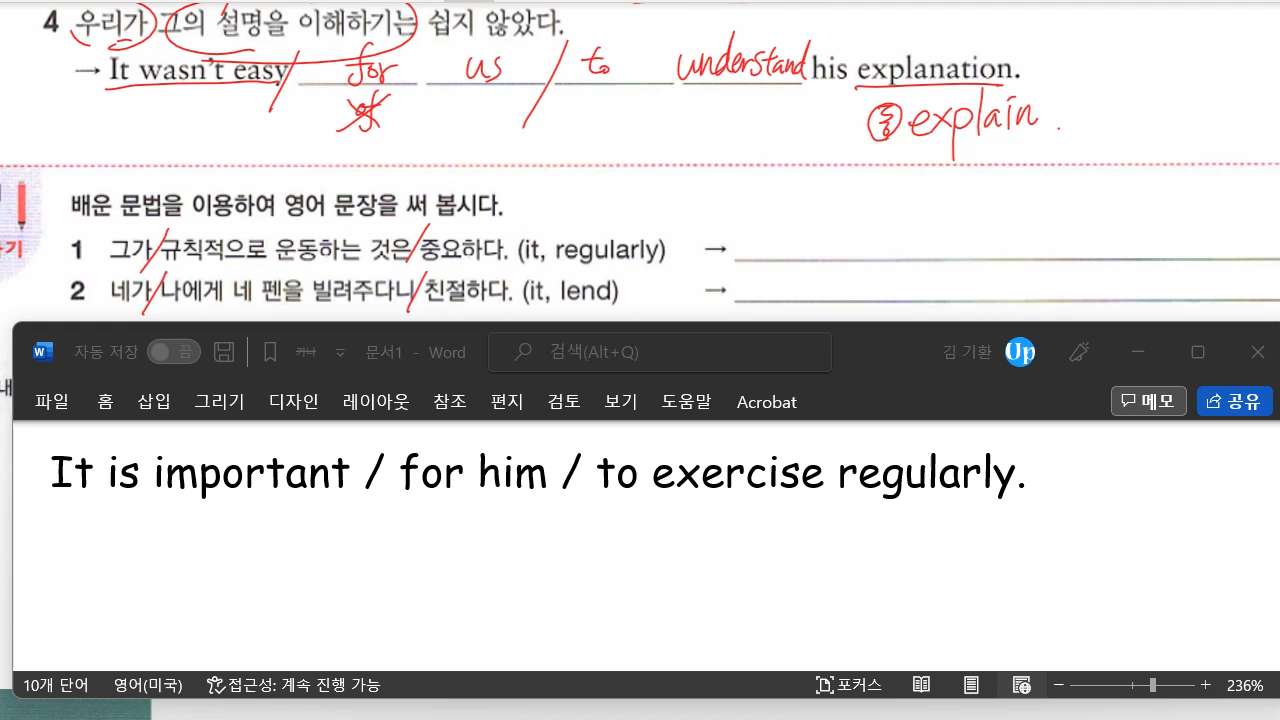 4 우리가 그의 설명을 이해하기는 쉽지 않았다.
→ It wasn't easy / for us / to understand his explanation.
of
동 explain.
배운 문법을 이용하여 영어 문장을 써 봅시다.
1 그가 / 규칙적으로 운동하는 것은 / 중요하다. (it, regularly) →
2 네가 / 나에게 네 펜을 빌려주다니 / 친절하다. (it, lend) →
자동 저장 끔 가나 문서1 - Word 검색(Alt+Q) 김 기환 Up
파일 홈 삽입 그리기 디자인 레이아웃 참조 편지 검토 보기 도움말 Acrobat 메모 공유
It is important / for him / to exercise regularly.
10개 단어 영어(미국) 접근성: 계속 진행 가능 포커스 - + 236%